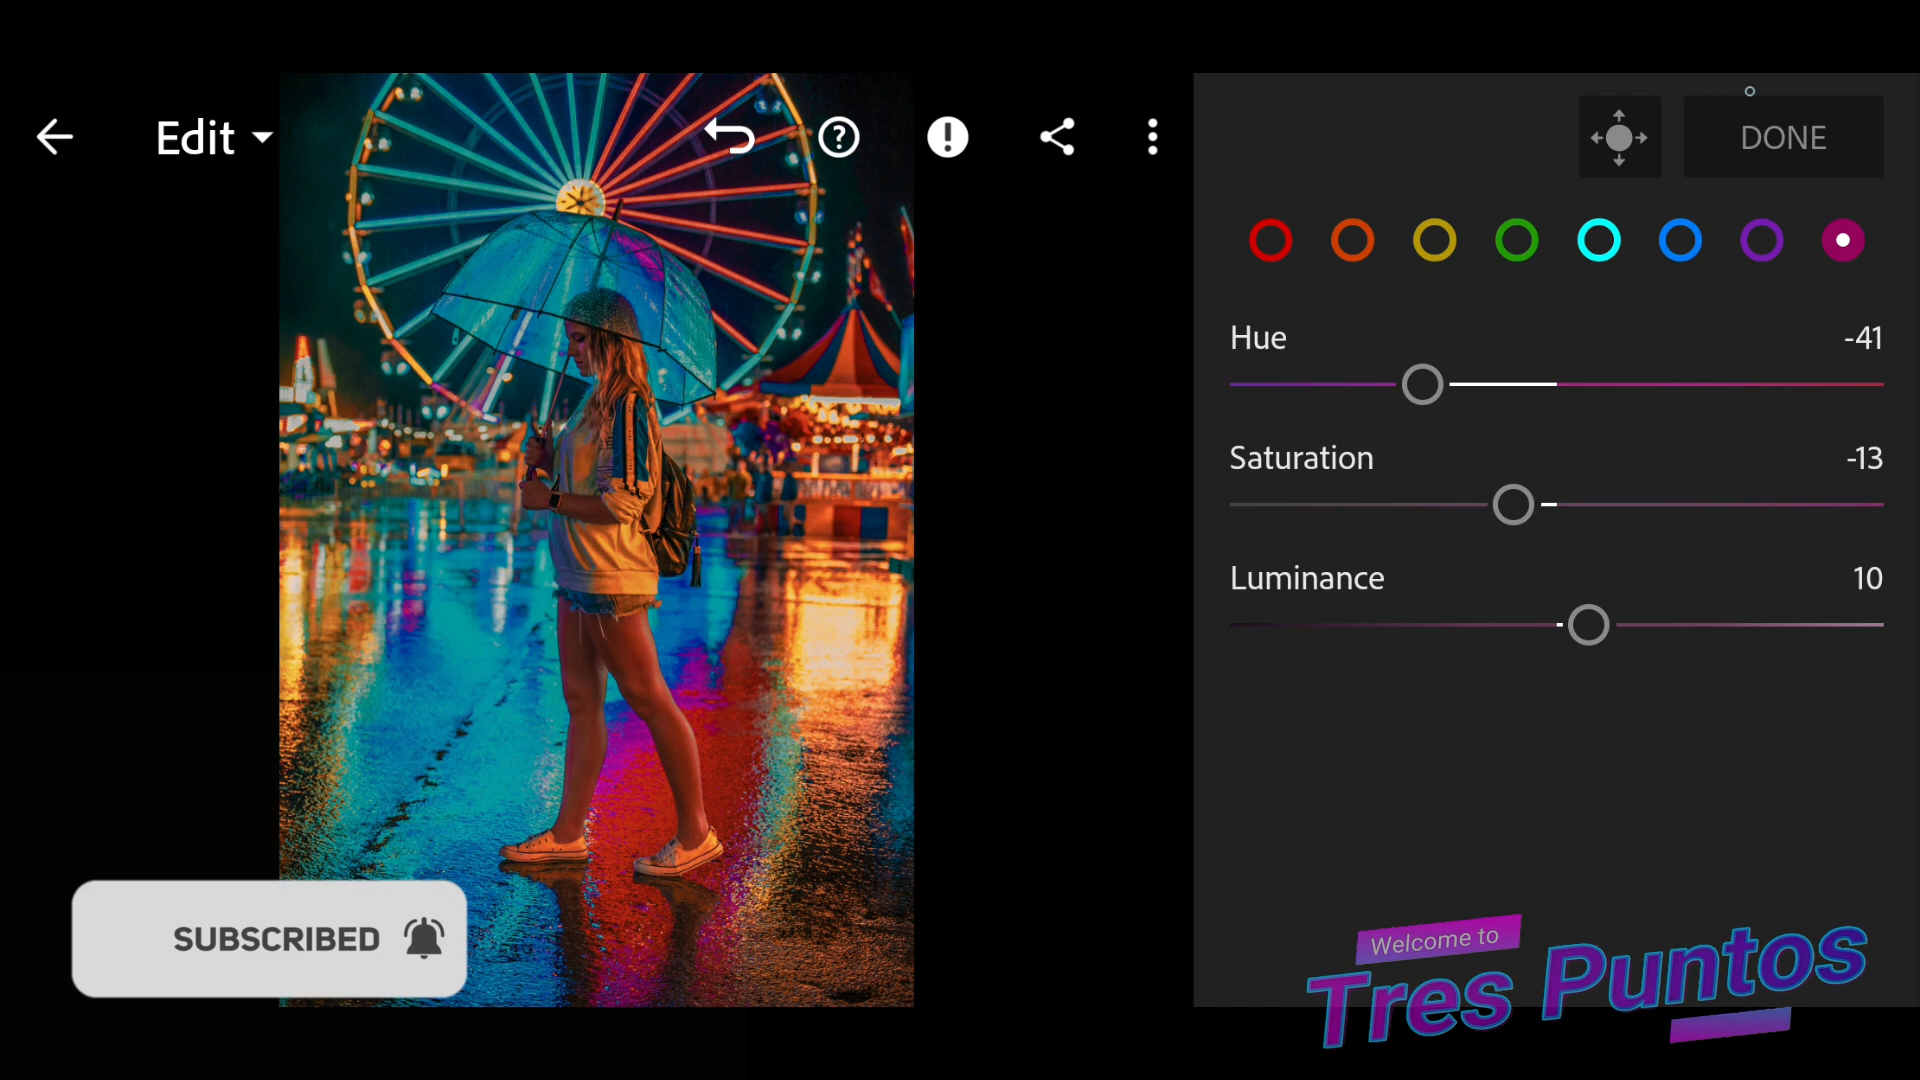 Edit
DONE
Hue -41
Saturation -13
Luminance 10
SUBSCRIBED
Welcome to
Tres Puntos